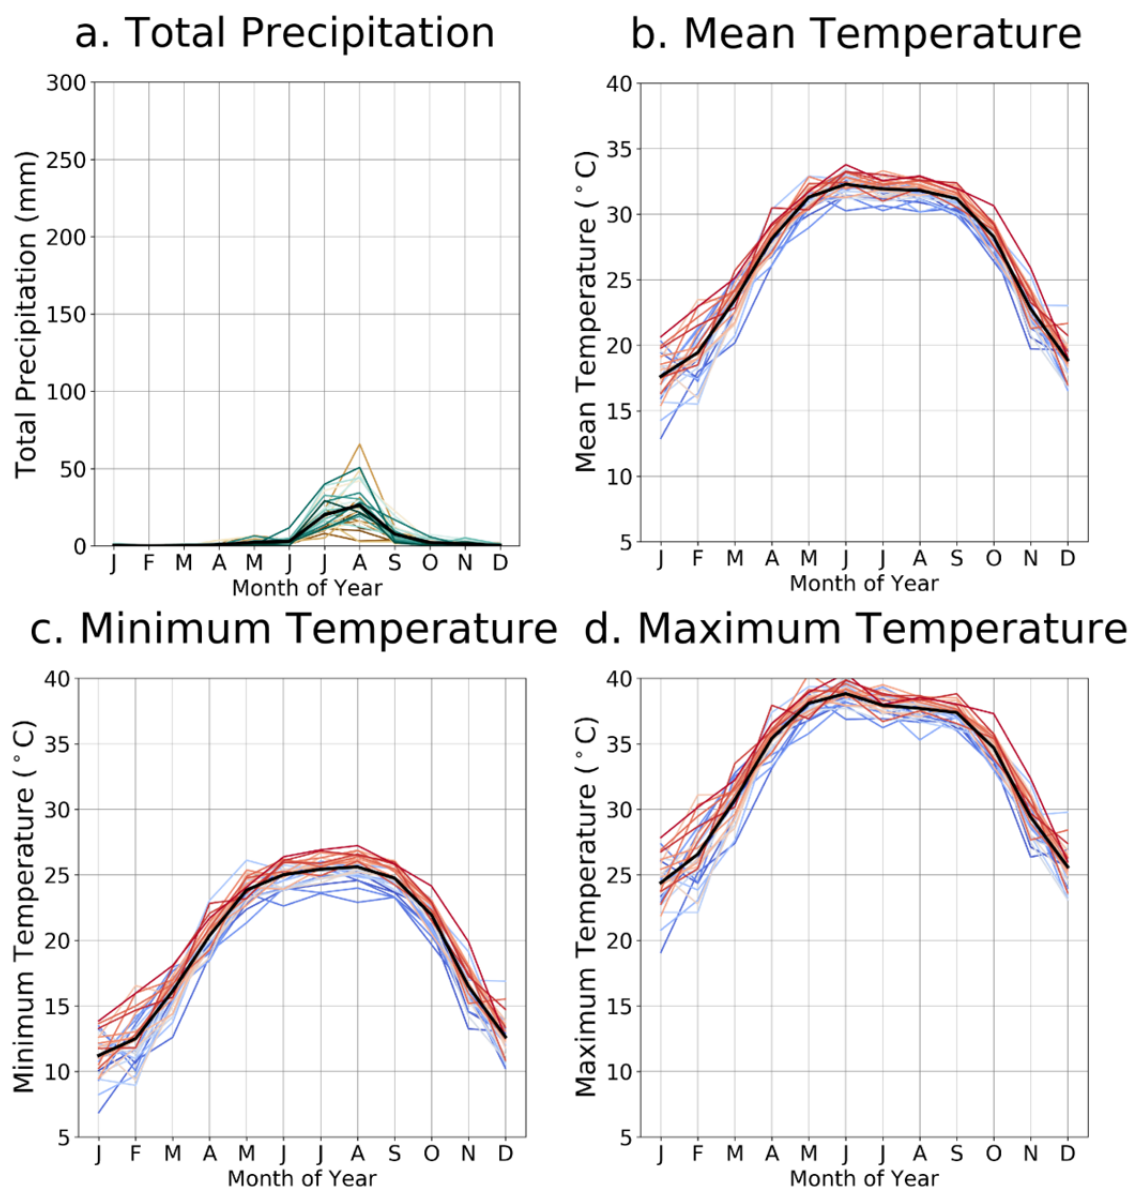 a. Total Precipitation
300
250
200
150
100
50
0
Total Precipitation (mm)
J F M A M J J A S O N D
Month of Year
b. Mean Temperature
40
35
30
25
20
15
10
5
Mean Temperature (°C)
J F M A M J J A S O N D
Month of Year
c. Minimum Temperature
40
35
30
25
20
15
10
5
Minimum Temperature (°C)
J F M A M J J A S O N D
Month of Year
d. Maximum Temperature
40
35
30
25
20
15
10
5
Maximum Temperature (°C)
J F M A M J J A S O N D
Month of Year